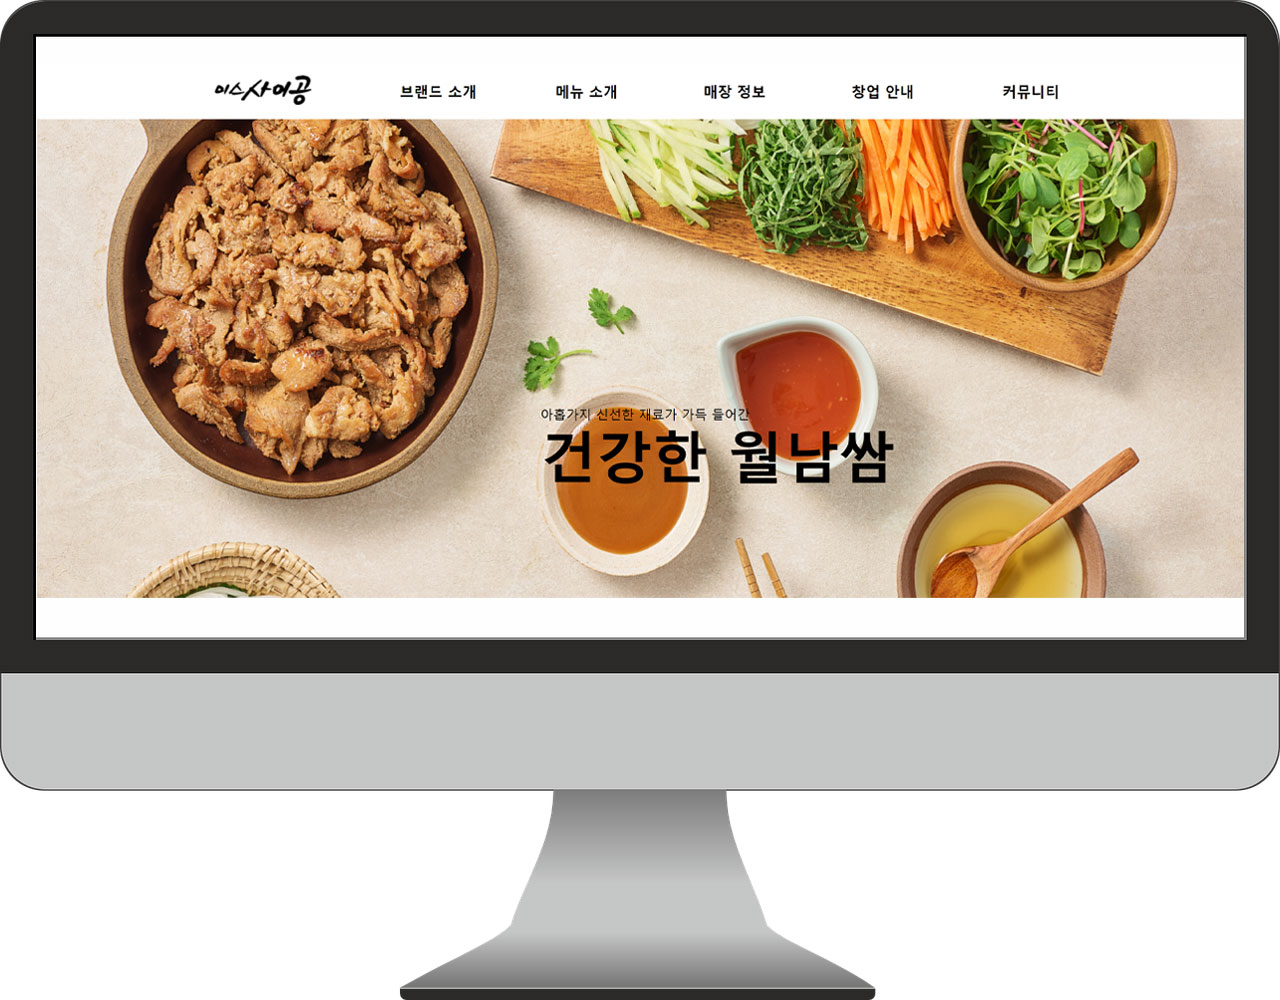 미스사이공 브랜드 소개 메뉴 소개 매장 정보 창업 안내 커뮤니티
아홉가지 신선한 재료가 가득 들어간
건강한 월남쌈